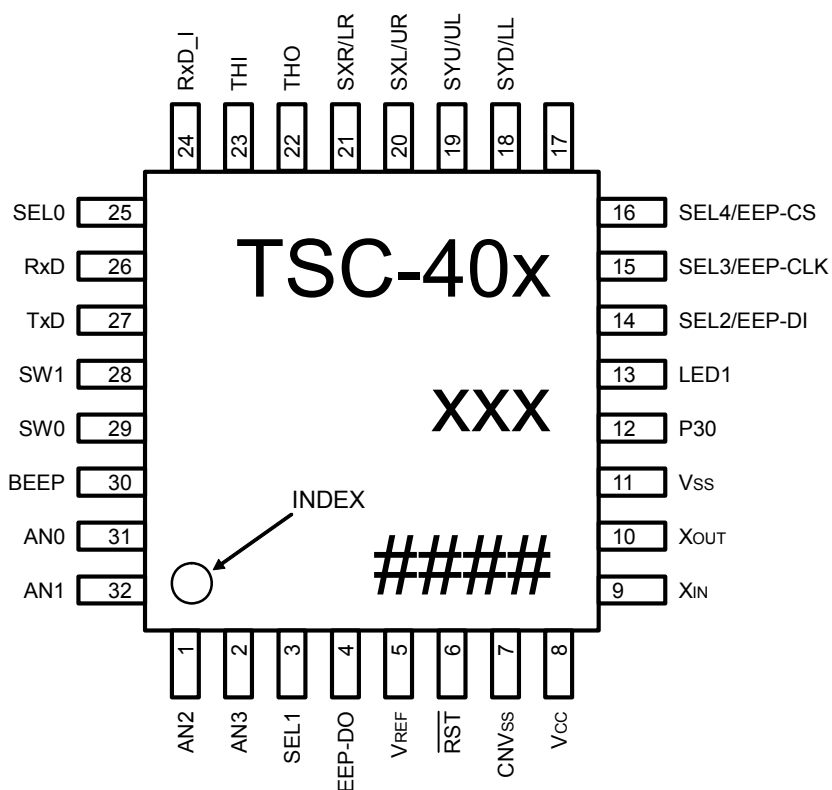 RxD_I
THI
THO
SXR/LR
SXL/UR
SYU/UL
SYD/LL
24
23
22
21
20
19
18
17
SEL0 25
RxD 26
TxD 27
SW1 28
SW0 29
BEEP 30
AN0 31
AN1 32
TSC-40x
xxx
INDEX
####
16 SEL4/EEP-CS
15 SEL3/EEP-CLK
14 SEL2/EEP-DI
13 LED1
12 P30
11 Vss
10 XOUT
9 XIN
1
2
3
4
5
6
7
8
AN2
AN3
SEL1
EEP-DO
VREF
RST
CNVss
Vcc